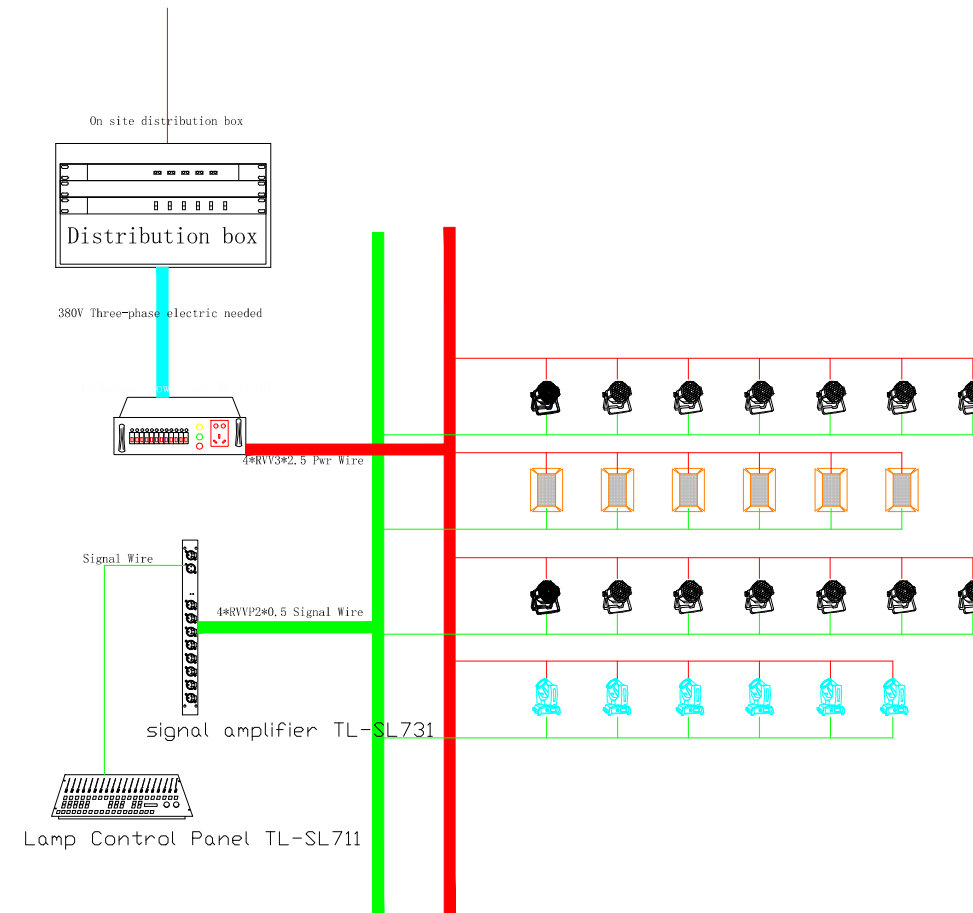 On site distribution box
Distribution box
380V Three-phase electric needed
4*RVV3*2.5 Pwr Wire
Signal Wire
4*RVVP2*0.5 Signal Wire
signal amplifier TL-SL731
Lamp Control Panel TL-SL711